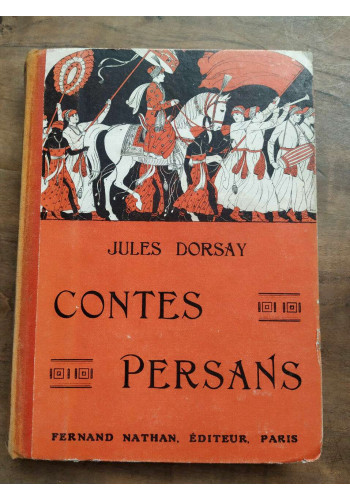 JULES DORSAY
CONTES
PERSANS
FERNAND NATHAN, ÉDITEUR, PARIS